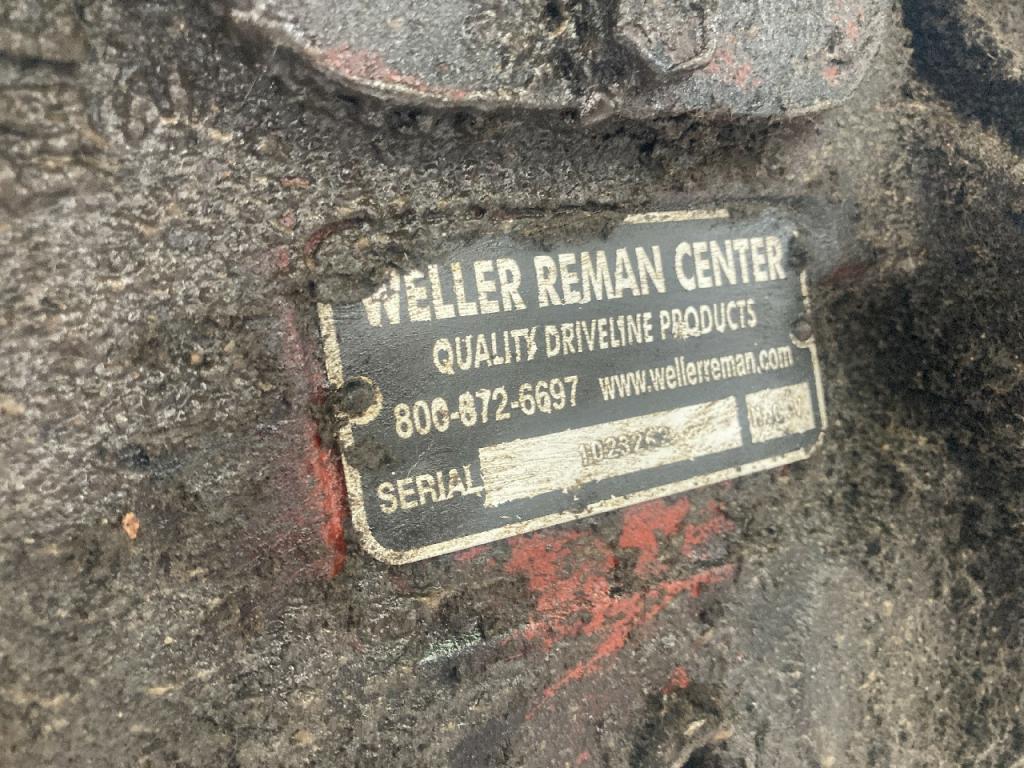 WELLER REMAN CENTER
QUALITY DRIVELINE PRODUCTS
800-872-6697 www.wellerreman.com
SERIAL